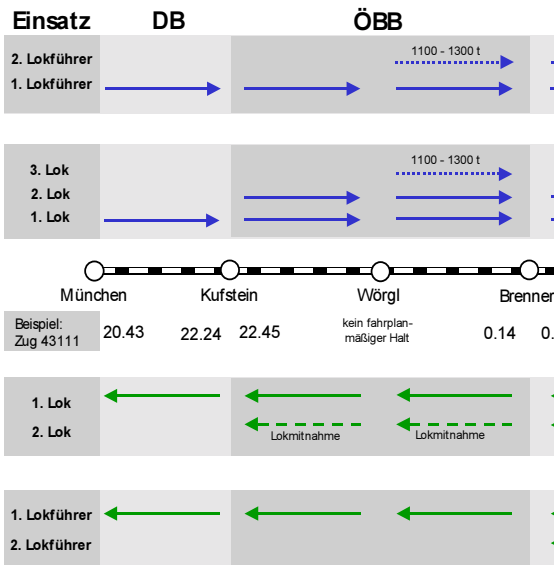 Einsatz DB ÖBB
1100 - 1300 t
2. Lokführer
1. Lokführer
1100 - 1300 t
3. Lok
2. Lok
1. Lok
München Kufstein Wörgl Brenner
Beispiel:
Zug 43111
20.43 22.24 22.45
kein fahrplan-
mäßiger Halt
0.14 0.
1. Lok
2. Lok
Lokmitnahme Lokmitnahme
1. Lokführer
2. Lokführer